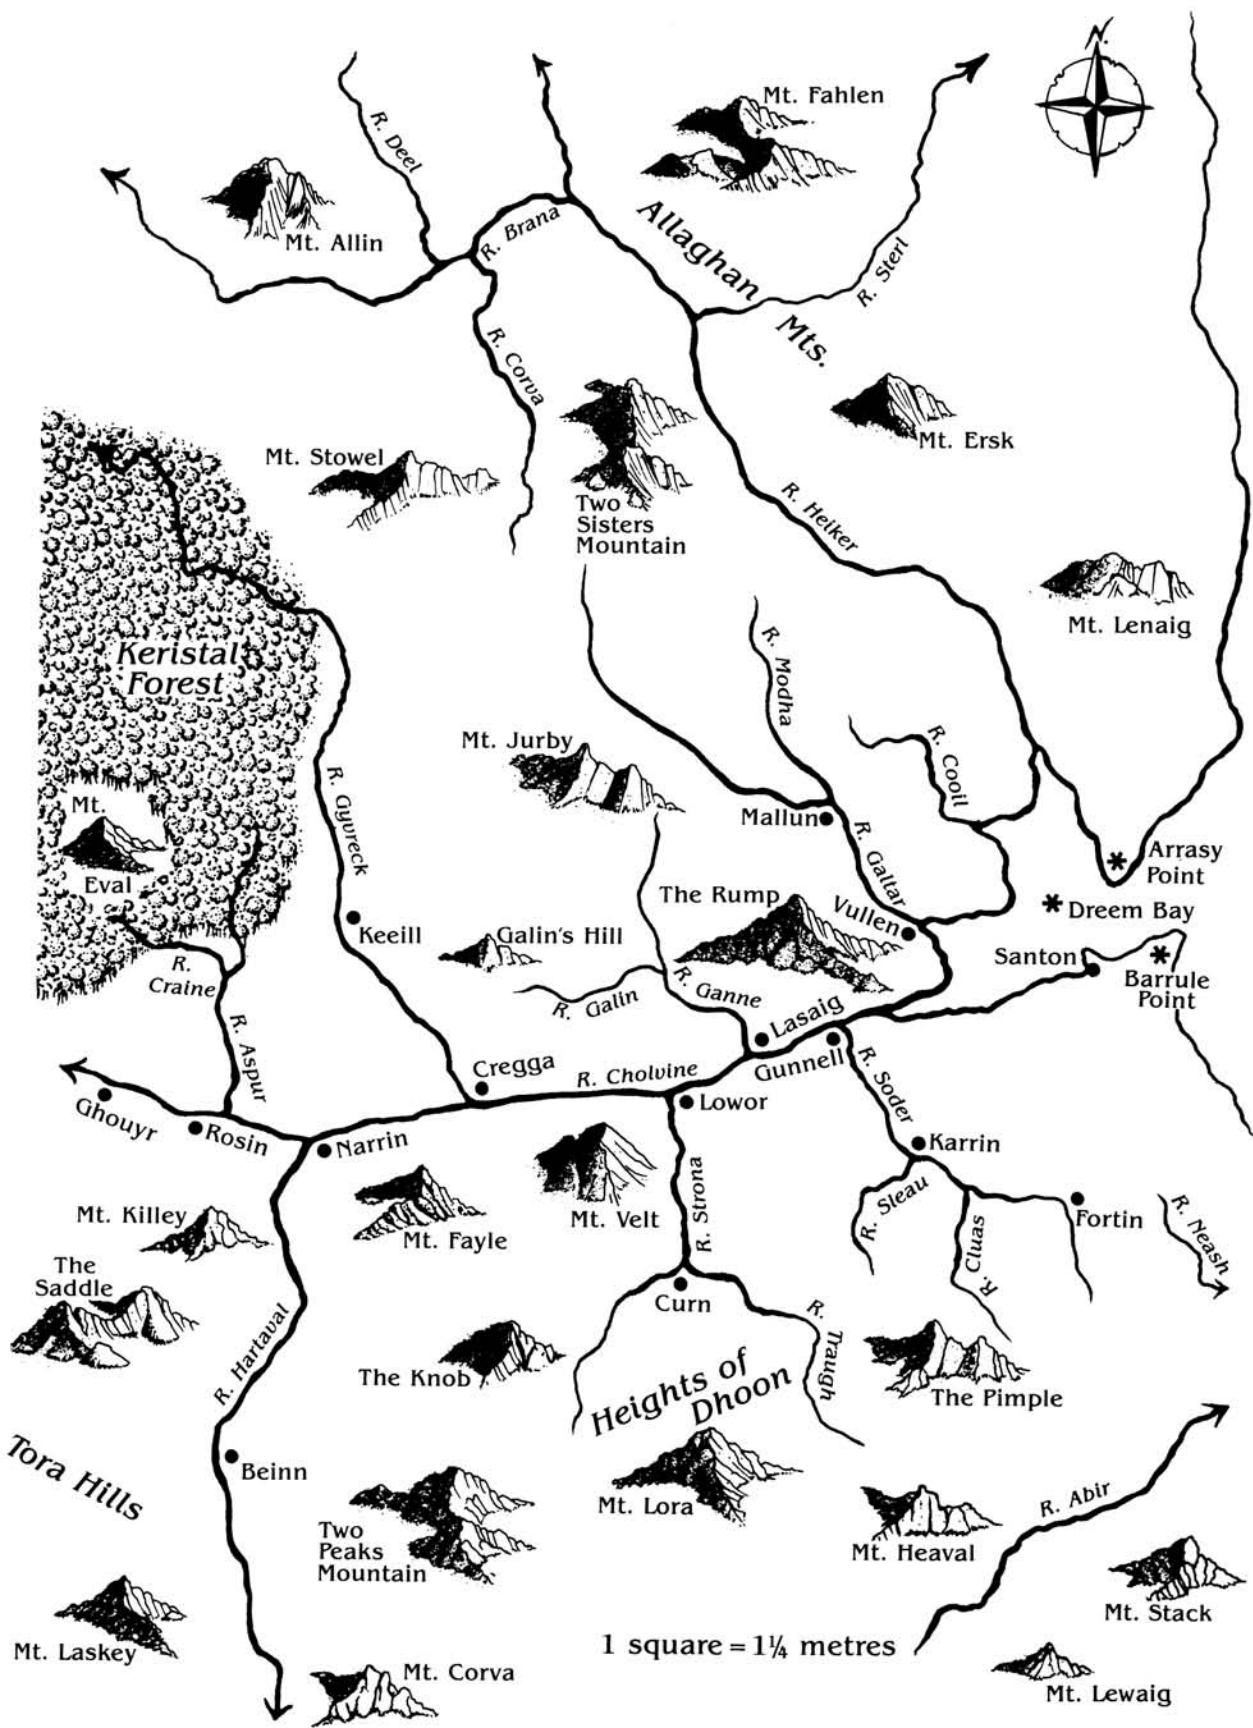 N.
Mt. Fahlen
R. Deel
Mt. Allin
R. Brana
Allaghan
Mts.
R. Sterl
R. Corva
Mt. Ersk
Mt. Stowel
Two
Sisters
Mountain
R. Helker
Mt. Lenaig
Keristal
Forest
R. Modha
Mt. Jurby
R. Cooil
R. Gyvreck
Mallun
R. Galtar
Mt.
Eval
Arrasy
Point
The Rump
Vullen
Dreem Bay
Keeill
Galin's Hill
Santon
Barrule
Point
R.
Craine
R. Galin
R. Ganne
Lasaig
R. Aspur
Cregga
R. Cholvine
Gunnell
R. Soder
Ghouyr
Rosin
Narrin
Lowor
Karrin
Mt. Killey
Mt. Fayle
Mt. Velt
R. Strona
R. Sleau
R. Cluas
Fortin
R. Neash
The
Saddle
R. Hartaval
Curn
R. Traugh
The Knob
Heights of
Dhoon
The Pimple
Tora Hills
Beinn
Mt. Lora
R. Abir
Two
Peaks
Mountain
Mt. Heaval
Mt. Stack
Mt. Laskey
1 square = 1¼ metres
Mt. Corva
Mt. Lewaig